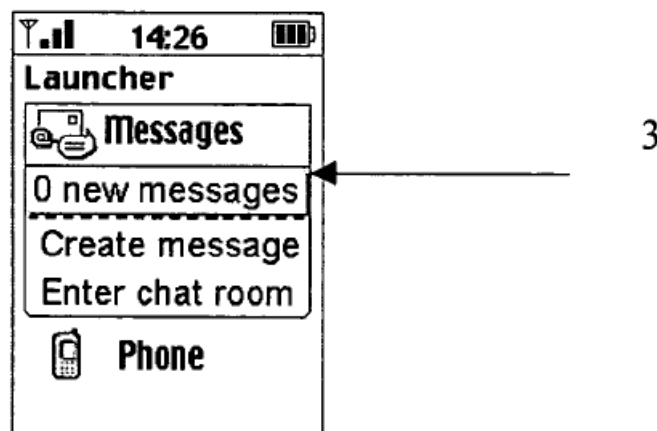 14:26
Launcher
Messages
3
0 new messages
Create message
Enter chat room
Phone